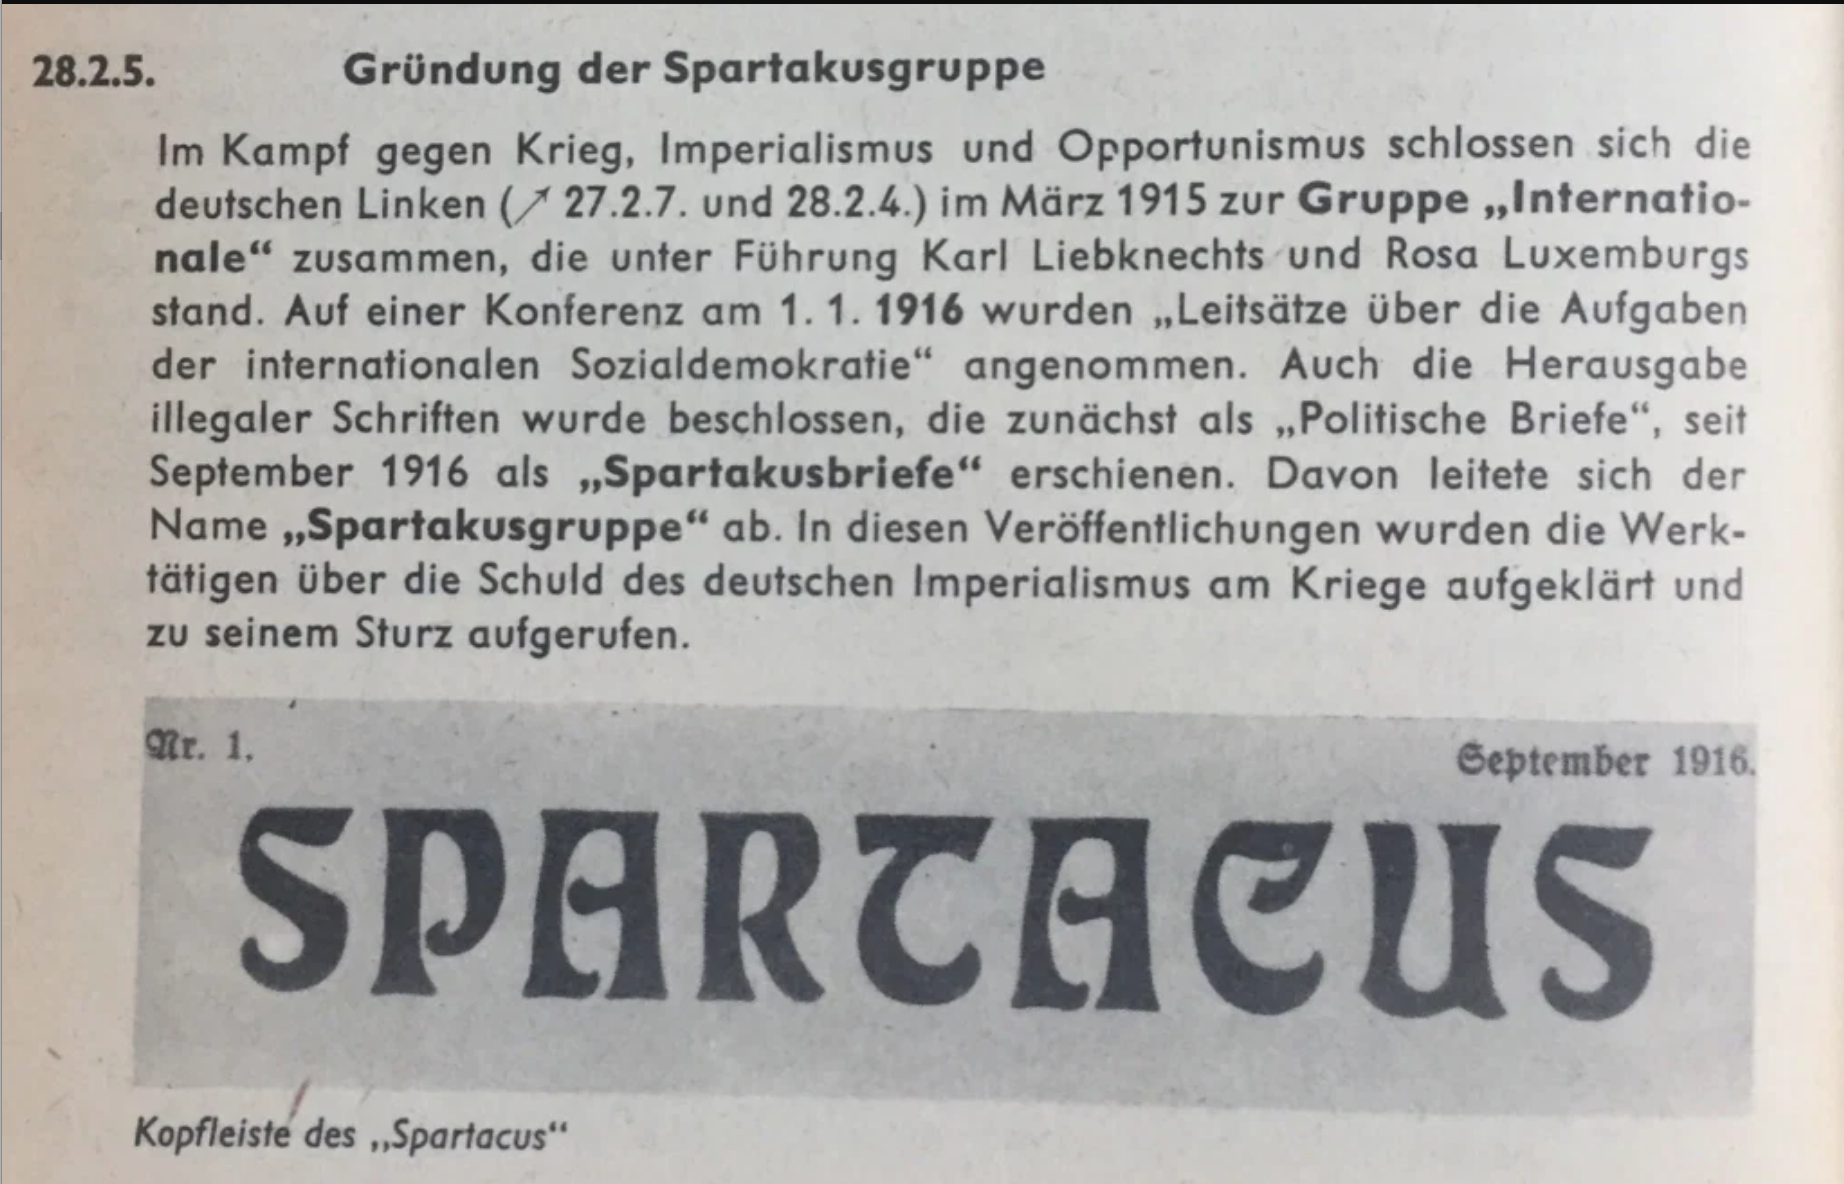 28.2.5. Gründung der Spartakusgruppe
Im Kampf gegen Krieg, Imperialismus und Opportunismus schlossen sich die
deutschen Linken (↗ 27.2.7. und 28.2.4.) im März 1915 zur Gruppe „Internatio-
nale“ zusammen, die unter Führung Karl Liebknechts und Rosa Luxemburgs
stand. Auf einer Konferenz am 1. 1. 1916 wurden „Leitsätze über die Aufgaben
der internationalen Sozialdemokratie“ angenommen. Auch die Herausgabe
illegaler Schriften wurde beschlossen, die zunächst als „Politische Briefe“, seit
September 1916 als „Spartakusbriefe“ erschienen. Davon leitete sich der
Name „Spartakusgruppe“ ab. In diesen Veröffentlichungen wurden die Werk-
tätigen über die Schuld des deutschen Imperialismus am Kriege aufgeklärt und
zu seinem Sturz aufgerufen.
Nr. 1. September 1916.
SPARTACUS
Kopfleiste des „Spartacus“